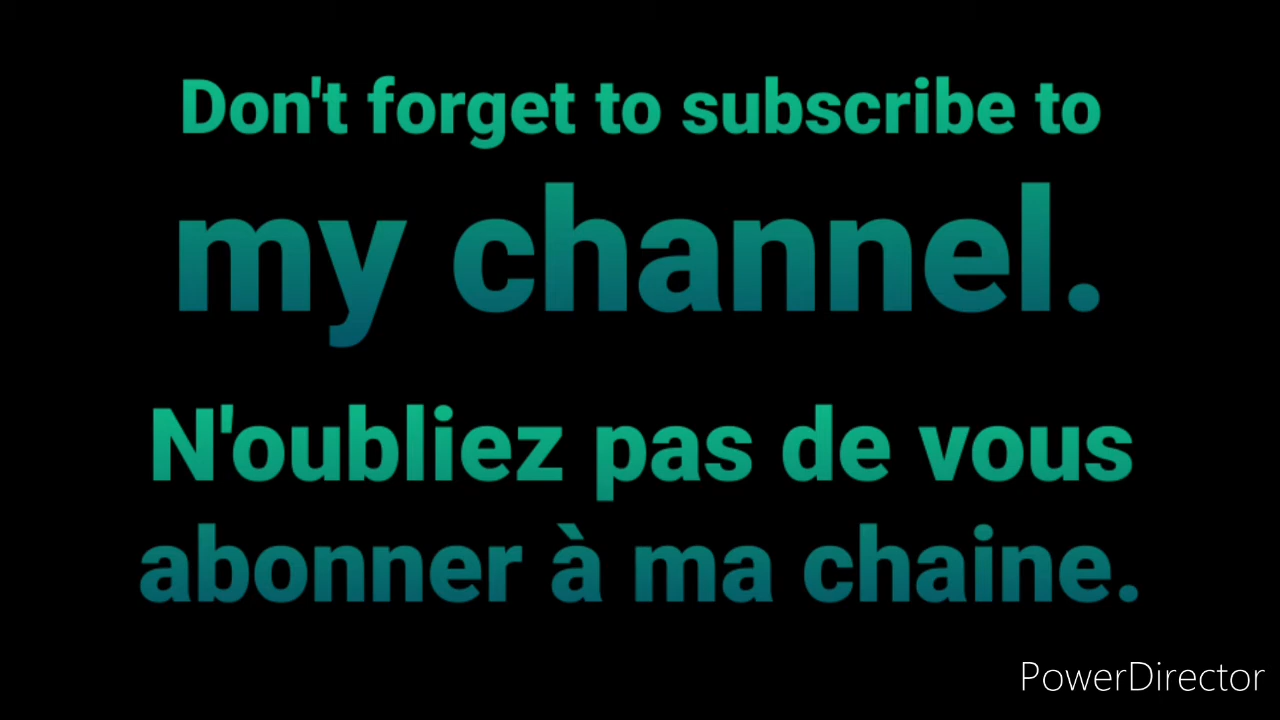 Don't forget to subscribe to
my channel.
N'oubliez pas de vous
abonner à ma chaine.
PowerDirector